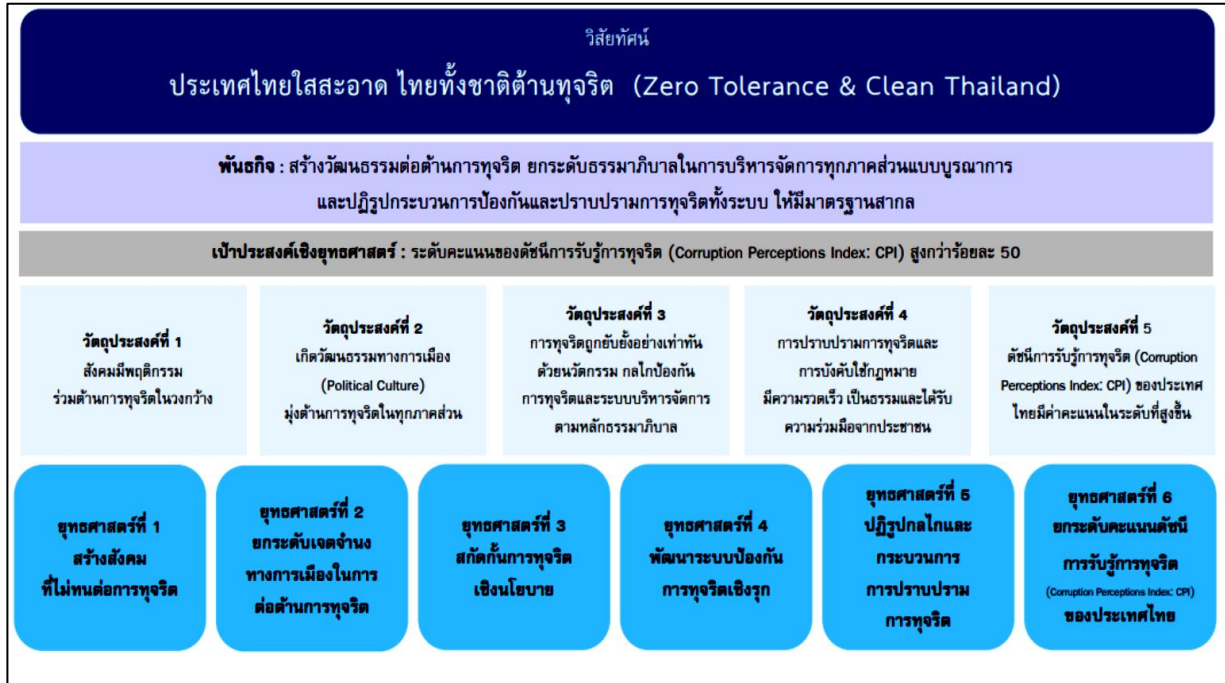 วิสัยทัศน์
ประเทศไทยใสสะอาด ไทยทั้งชาติต้านทุจริต (Zero Tolerance & Clean Thailand)
พันธกิจ : สร้างวัฒนธรรมต่อต้านการทุจริต ยกระดับธรรมาภิบาลในการบริหารจัดการทุกภาคส่วนแบบบูรณาการ
และปฏิรูปกระบวนการป้องกันและปราบปรามการทุจริตทั้งระบบ ให้มีมาตรฐานสากล
เป้าประสงค์เชิงยุทธศาสตร์ : ระดับคะแนนของดัชนีการรับรู้การทุจริต (Corruption Perceptions Index: CPI) สูงกว่าร้อยละ 50
วัตถุประสงค์ที่ 1
สังคมมีพฤติกรรม
ร่วมต้านการทุจริตในวงกว้าง
วัตถุประสงค์ที่ 2
เกิดวัฒนธรรมทางการเมือง
(Political Culture)
มุ่งต้านการทุจริตในทุกภาคส่วน
วัตถุประสงค์ที่ 3
การทุจริตถูกยับยั้งอย่างเท่าทัน
ด้วยนวัตกรรม กลไกป้องกัน
การทุจริตและระบบบริหารจัดการ
ตามหลักธรรมาภิบาล
วัตถุประสงค์ที่ 4
การปราบปรามการทุจริตและ
การบังคับใช้กฎหมาย
มีความรวดเร็ว เป็นธรรมและได้รับ
ความร่วมมือจากประชาชน
วัตถุประสงค์ที่ 5
ดัชนีการรับรู้การทุจริต (Corruption
Perceptions Index: CPI) ของประเทศ
ไทยมีค่าคะแนนในระดับที่สูงขึ้น
ยุทธศาสตร์ที่ 1
สร้างสังคม
ที่ไม่ทนต่อการทุจริต
ยุทธศาสตร์ที่ 2
ยกระดับเจตจำนง
ทางการเมืองในการ
ต่อต้านการทุจริต
ยุทธศาสตร์ที่ 3
สกัดกั้นการทุจริต
เชิงนโยบาย
ยุทธศาสตร์ที่ 4
พัฒนาระบบป้องกัน
การทุจริตเชิงรุก
ยุทธศาสตร์ที่ 5
ปฏิรูปกลไกและ
กระบวนการ
การปราบปราม
การทุจริต
ยุทธศาสตร์ที่ 6
ยกระดับคะแนนดัชนี
การรับรู้การทุจริต
(Corruption Perceptions Index: CPI)
ของประเทศไทย